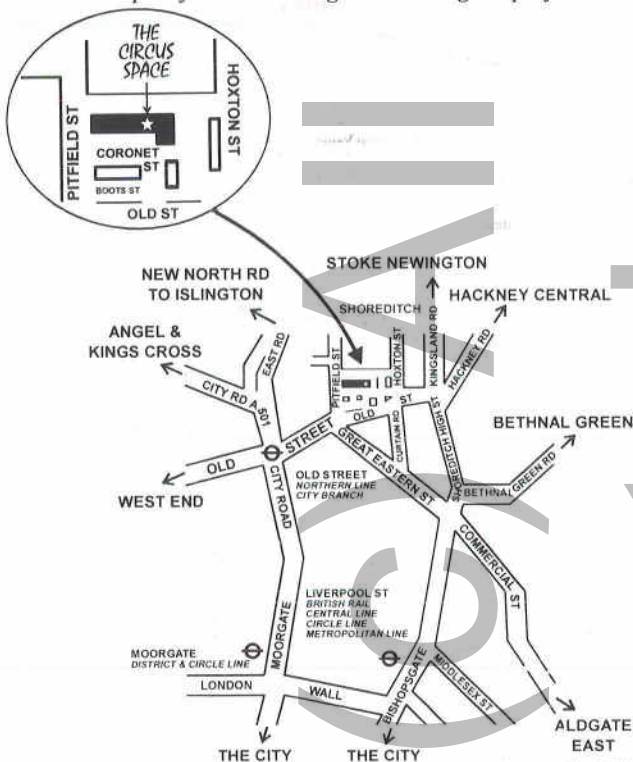 THE
CIRCUS
SPACE
PITFIELD ST
HOXTON ST
CORONET
ST
BOOTS ST
OLD ST
STOKE NEWINGTON
NEW NORTH RD
TO ISLINGTON
HACKNEY CENTRAL
SHOREDITCH
ANGEL &
KINGS CROSS
EAST RD
PITFIELD ST
HOXTON ST
KINGSLAND RD
HACKNEY RD
CITY RD A 501
OLD ST
CURTAIN RD
SHOREDITCH HIGH ST
BETHNAL GREEN
OLD STREET
GREAT EASTERN ST
BETHNAL GREEN RD
WEST END
CITY ROAD
OLD STREET
NORTHERN LINE
CITY BRANCH
COMMERCIAL ST
LIVERPOOL ST
BRITISH RAIL
CENTRAL LINE
CIRCLE LINE
METROPOLITAN LINE
MOORGATE
MOORGATE
DISTRICT & CIRCLE LINE
BISHOPSGATE
MIDDLESEX ST
LONDON WALL
ALDGATE
EAST
THE CITY
THE CITY